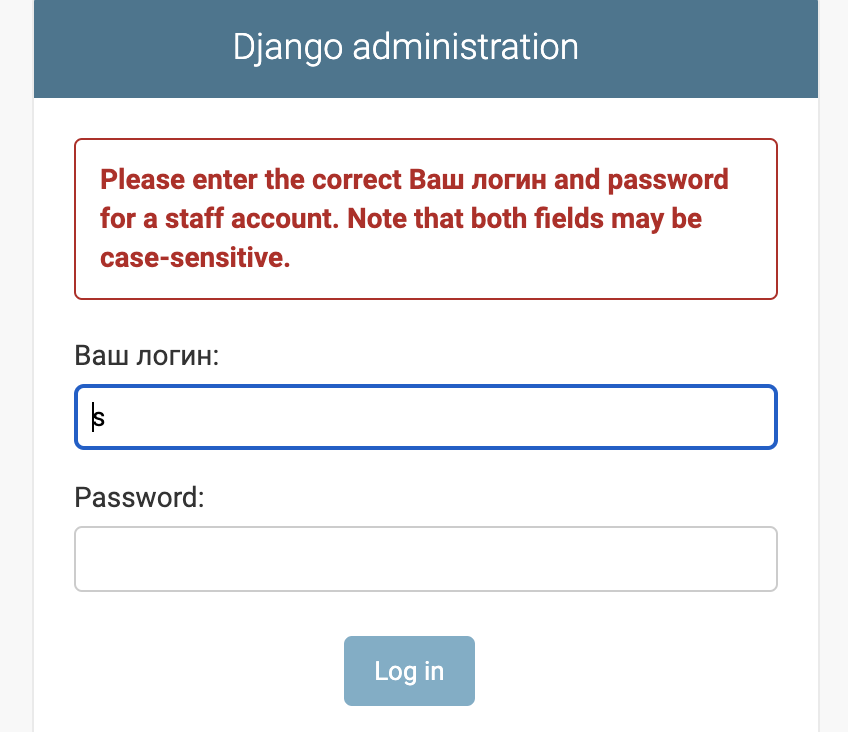 Django administration
Please enter the correct Ваш логин and password
for a staff account. Note that both fields may be
case-sensitive.
Ваш логин:
s
Password:
Log in